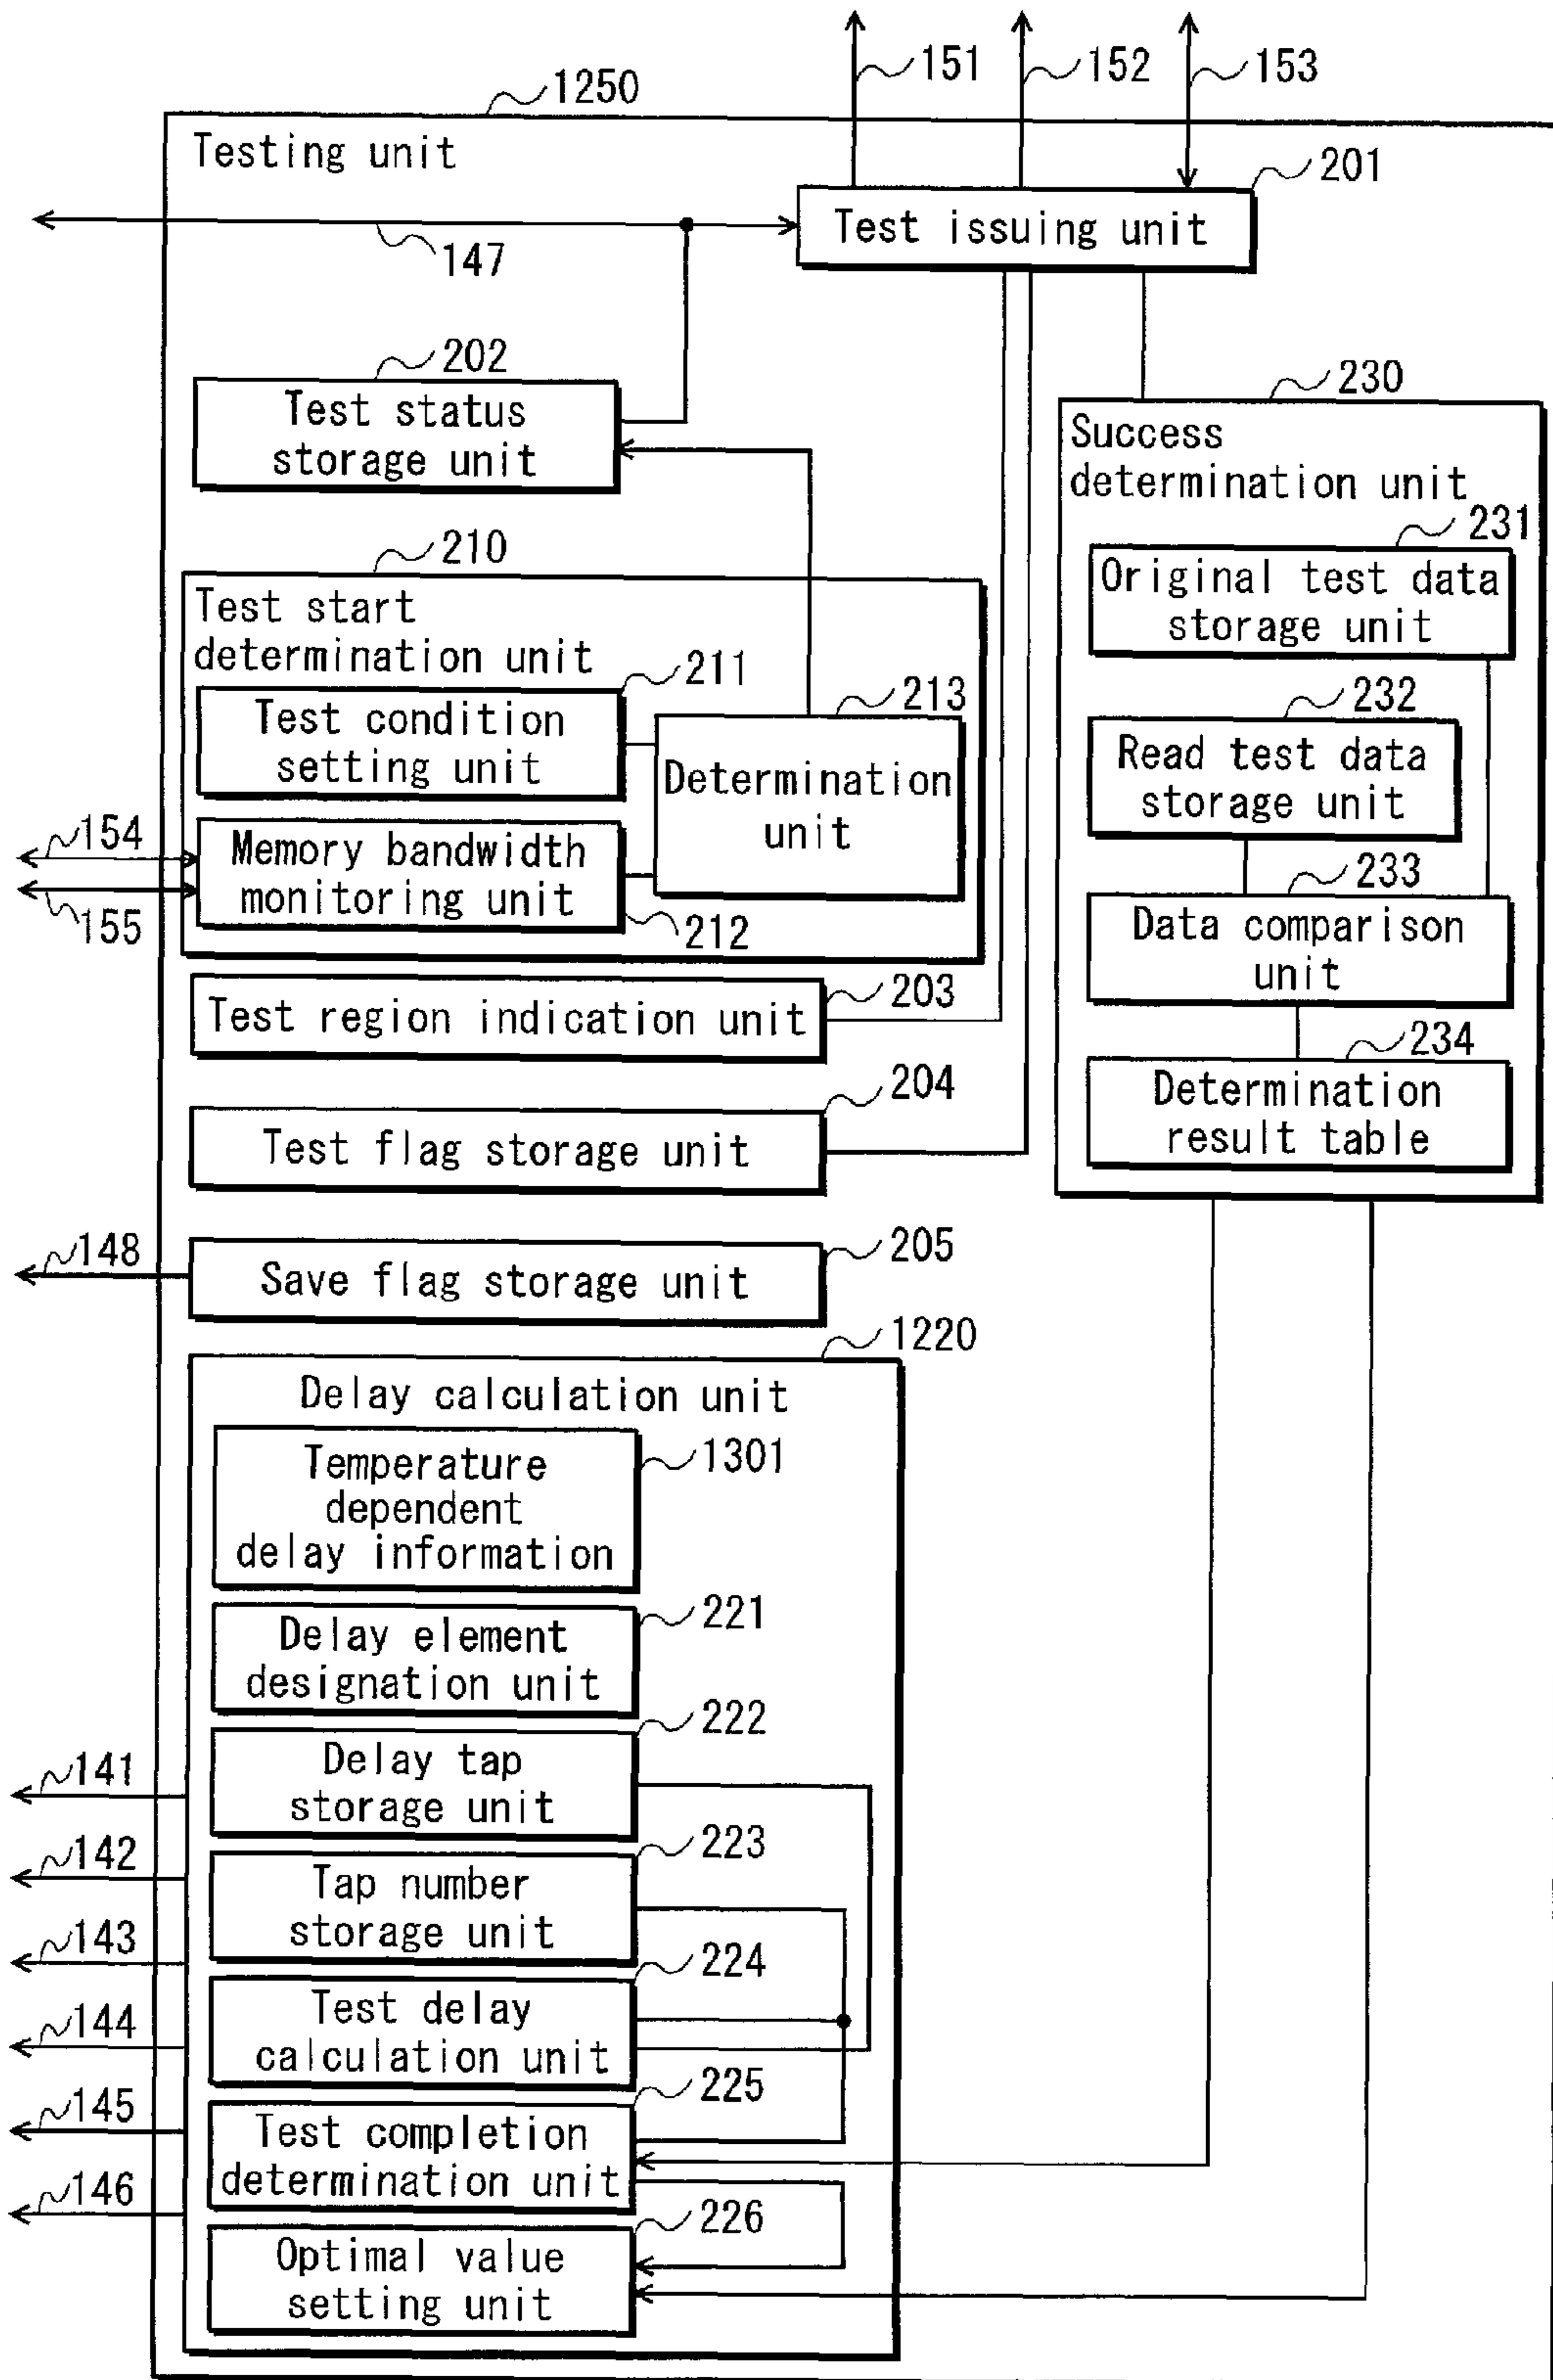 151
152
153
1250
Testing unit
201
Test issuing unit
147
202
Test status
storage unit
230
Success
determination unit
231
Original test data
storage unit
210
Test start
determination unit
211
Test condition
setting unit
213
Determination
unit
232
Read test data
storage unit
154
Memory bandwidth
monitoring unit
155
212
233
Data comparison
unit
203
Test region indication unit
234
Determination
result table
204
Test flag storage unit
148
205
Save flag storage unit
1220
Delay calculation unit
1301
Temperature
dependent
delay information
221
Delay element
designation unit
222
Delay tap
storage unit
141
223
Tap number
storage unit
142
143
224
Test delay
calculation unit
144
225
Test completion
determination unit
145
146
226
Optimal value
setting unit